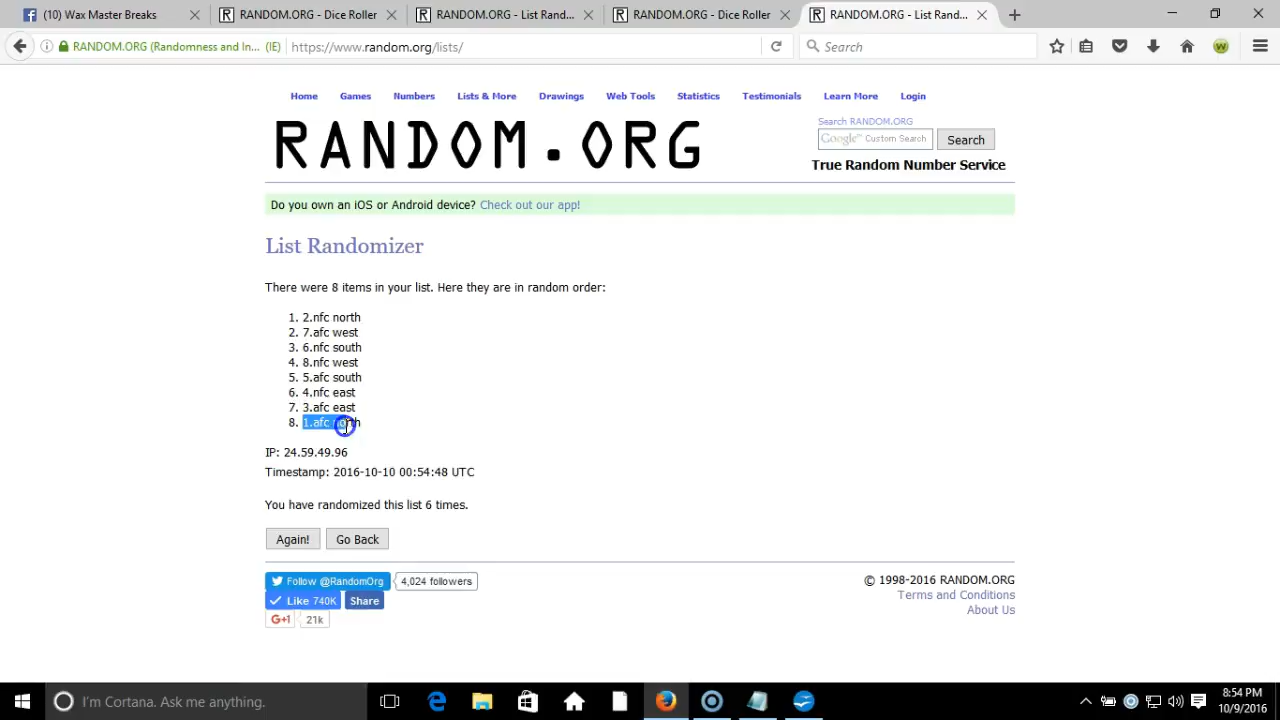 (10) Wax Master Breaks
RANDOM.ORG - Dice Roller
RANDOM.ORG - List Rand...
RANDOM.ORG - Dice Roller
RANDOM.ORG - List Rand...
RANDOM.ORG (Randomness and In... (IE)
https://www.random.org/lists/
Search
Home Games Numbers Lists & More Drawings Web Tools Statistics Testimonials Learn More Login
RANDOM.ORG
Search RANDOM.ORG
Google™ Custom Search
Search
True Random Number Service
Do you own an iOS or Android device? Check out our app!
List Randomizer
There were 8 items in your list. Here they are in random order:
1. 2.nfc north
2. 7.afc west
3. 6.nfc south
4. 8.nfc west
5. 5.afc south
6. 4.nfc east
7. 3.afc east
8. 1.afc north
IP: 24.59.49.96
Timestamp: 2016-10-10 00:54:48 UTC
You have randomized this list 6 times.
Again! Go Back
Follow @RandomOrg 4,024 followers
Like 740K Share
G+1 21k
© 1998-2016 RANDOM.ORG
Terms and Conditions
About Us
I'm Cortana. Ask me anything.
8:54 PM
10/9/2016